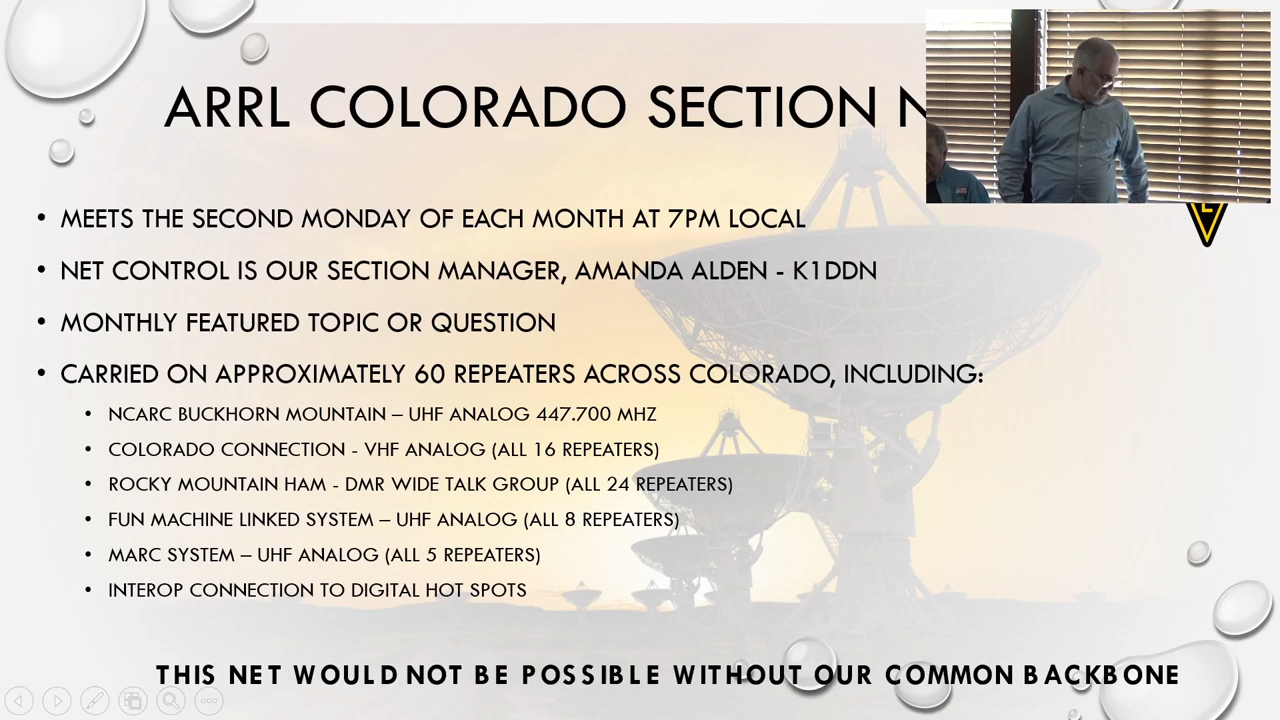 ARRL COLORADO SECTION
• MEETS THE SECOND MONDAY OF EACH MONTH AT 7PM LOCAL
• NET CONTROL IS OUR SECTION MANAGER, AMANDA ALDEN - K1DDN
• MONTHLY FEATURED TOPIC OR QUESTION
• CARRIED ON APPROXIMATELY 60 REPEATERS ACROSS COLORADO, INCLUDING:
• NCARC BUCKHORN MOUNTAIN – UHF ANALOG 447.700 MHZ
• COLORADO CONNECTION - VHF ANALOG (ALL 16 REPEATERS)
• ROCKY MOUNTAIN HAM - DMR WIDE TALK GROUP (ALL 24 REPEATERS)
• FUN MACHINE LINKED SYSTEM – UHF ANALOG (ALL 8 REPEATERS)
• MARC SYSTEM – UHF ANALOG (ALL 5 REPEATERS)
• INTEROP CONNECTION TO DIGITAL HOT SPOTS
THIS NET WOULD NOT BE POSSIBLE WITHOUT OUR COMMON BACKBONE